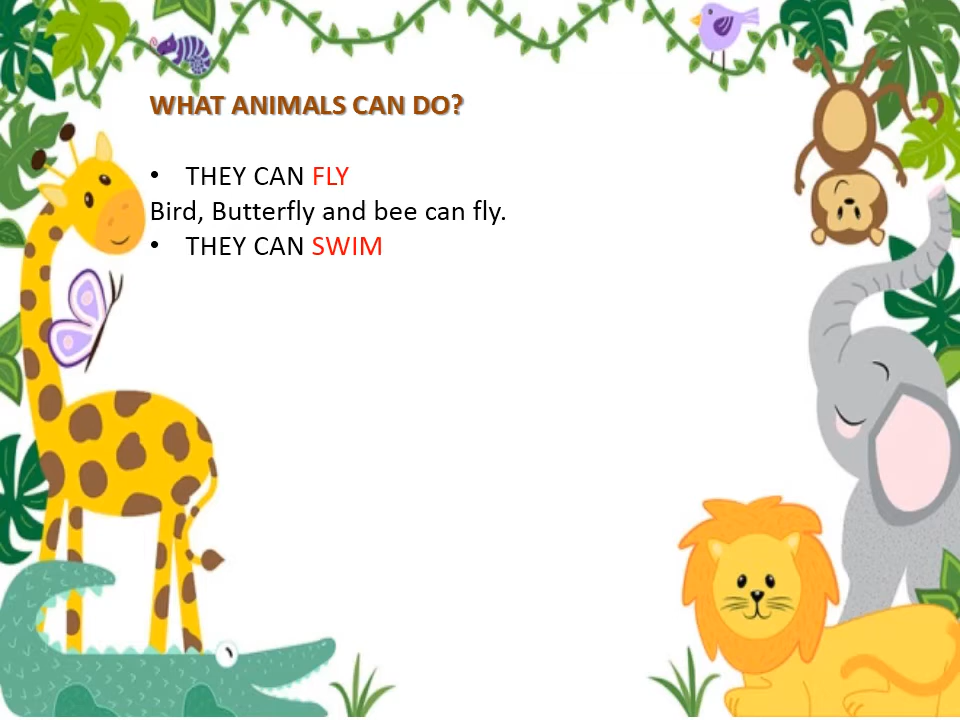 WHAT ANIMALS CAN DO?
• THEY CAN FLY
Bird, Butterfly and bee can fly.
• THEY CAN SWIM